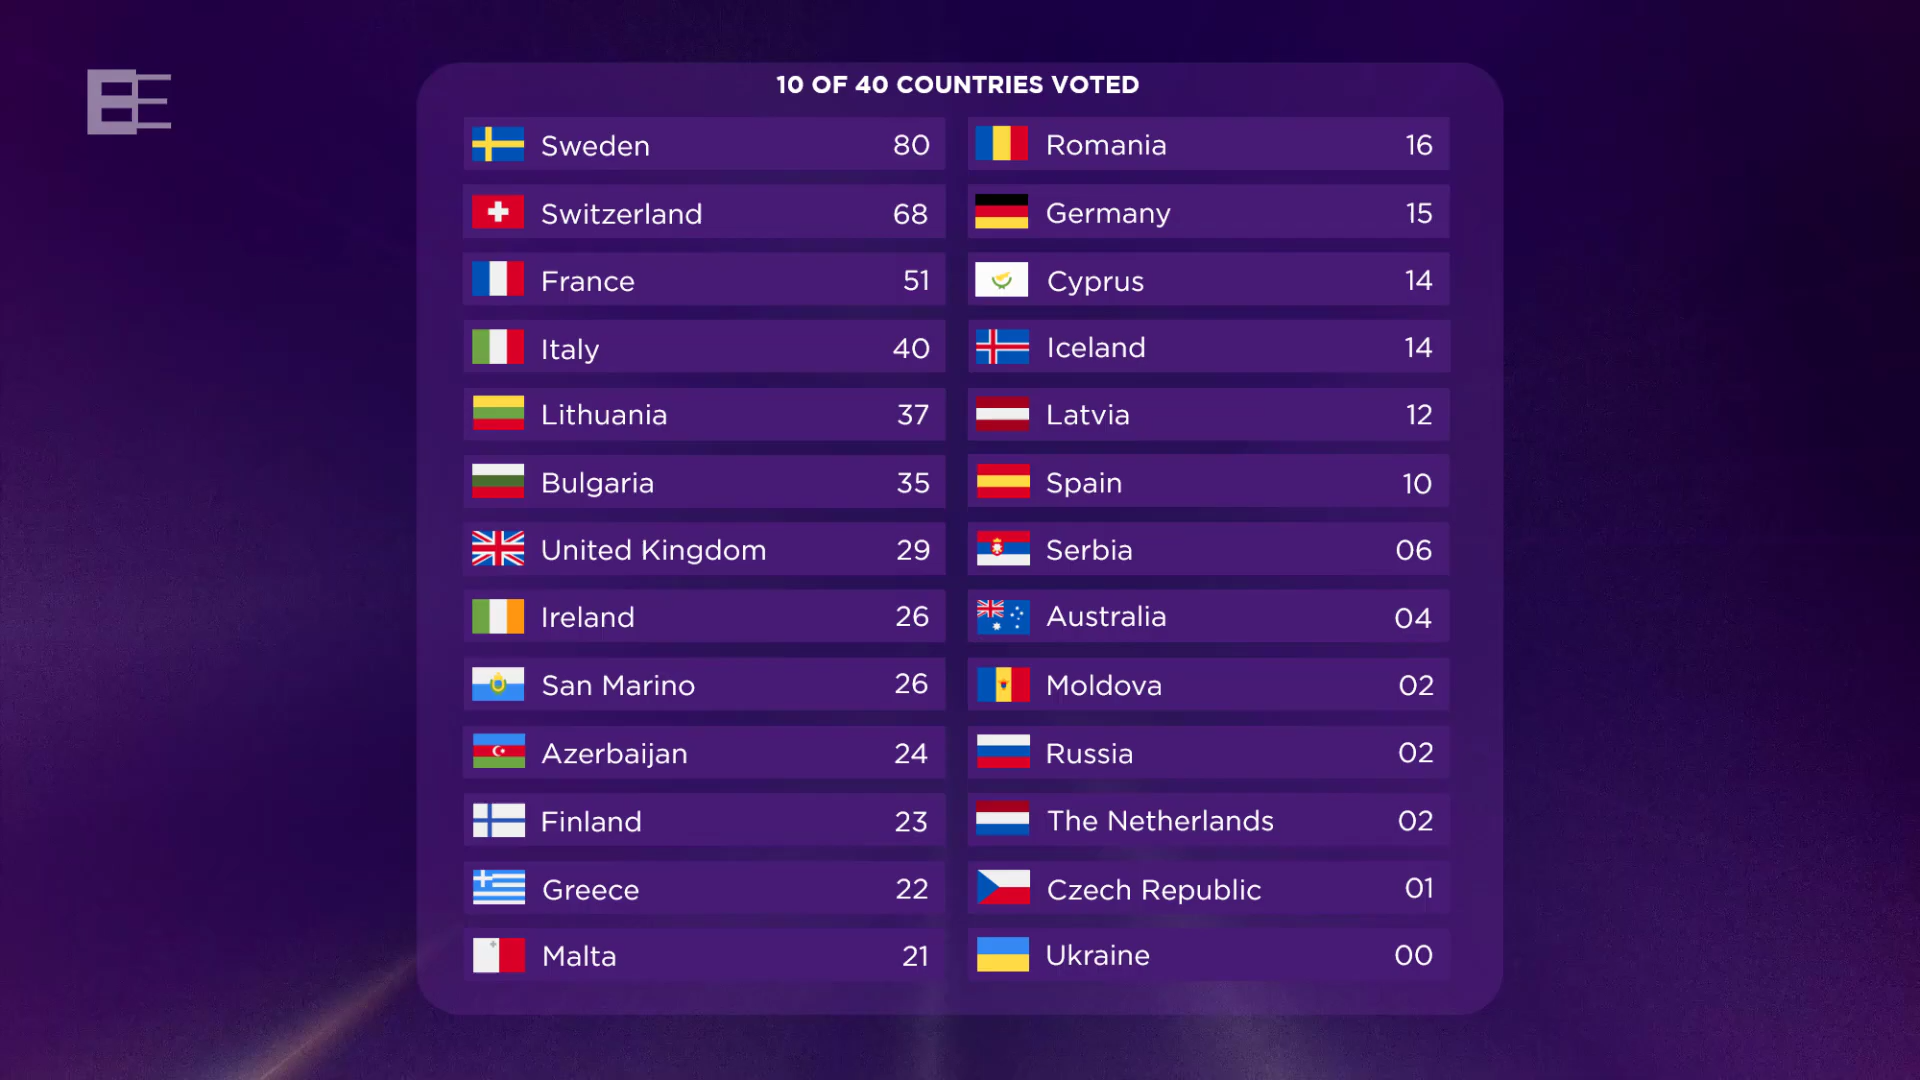 10 OF 40 COUNTRIES VOTED
Sweden 80
Switzerland 68
France 51
Italy 40
Lithuania 37
Bulgaria 35
United Kingdom 29
Ireland 26
San Marino 26
Azerbaijan 24
Finland 23
Greece 22
Malta 21
Romania 16
Germany 15
Cyprus 14
Iceland 14
Latvia 12
Spain 10
Serbia 06
Australia 04
Moldova 02
Russia 02
The Netherlands 02
Czech Republic 01
Ukraine 00